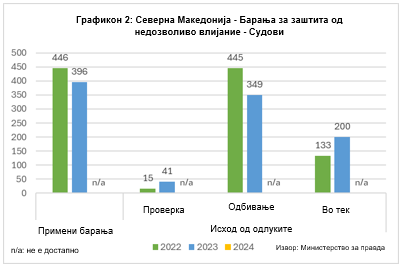 Графикон 2: Северна Македонија - Барања за заштита од
недозволиво влијание - Судови
500
450
400
350
300
250
200
150
100
50
0
446
396
n/a
15
41
n/a
445
349
n/a
133
200
n/a
Проверка
Одбивање
Во тек
Примени барања
Исход од одлуките
n/a: не е достапно
2022
2023
2024
Извор: Министерство за правда